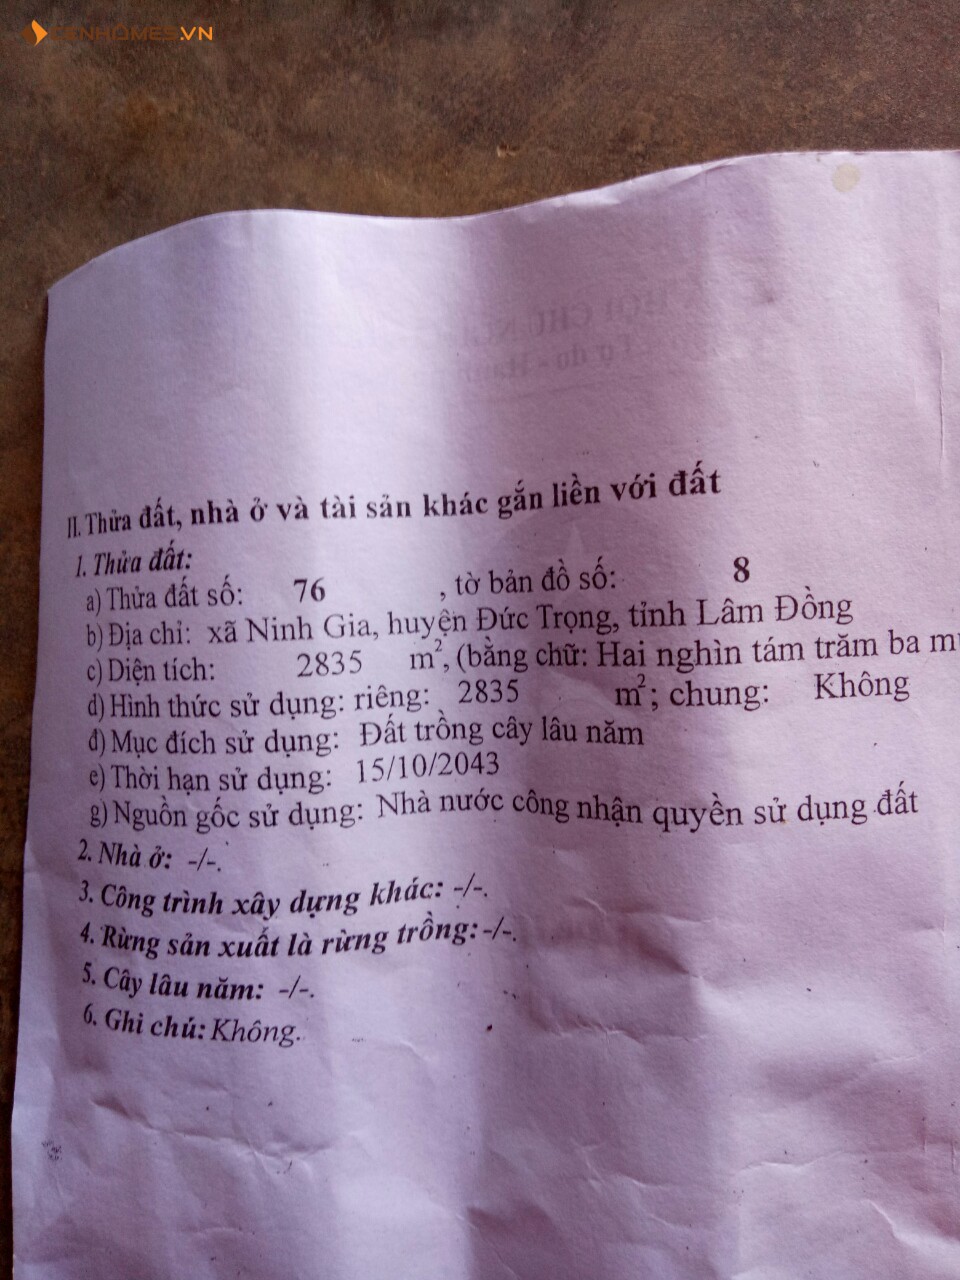 CENHOMES.VN
II. Thửa đất, nhà ở và tài sản khác gắn liền với đất
1. Thửa đất:
a) Thửa đất số: 76 , tờ bản đồ số: 8
b) Địa chỉ: xã Ninh Gia, huyện Đức Trọng, tỉnh Lâm Đồng
c) Diện tích: 2835 m², (bằng chữ: Hai nghìn tám trăm ba
d) Hình thức sử dụng: riêng: 2835 m²; chung: Không
đ) Mục đích sử dụng: Đất trồng cây lâu năm
e) Thời hạn sử dụng: 15/10/2043
g) Nguồn gốc sử dụng: Nhà nước công nhận quyền sử dụng đất
2. Nhà ở: -/-.
3. Công trình xây dựng khác: -/-.
4. Rừng sản xuất là rừng trồng: -/-.
5. Cây lâu năm: -/-.
6. Ghi chú: Không.